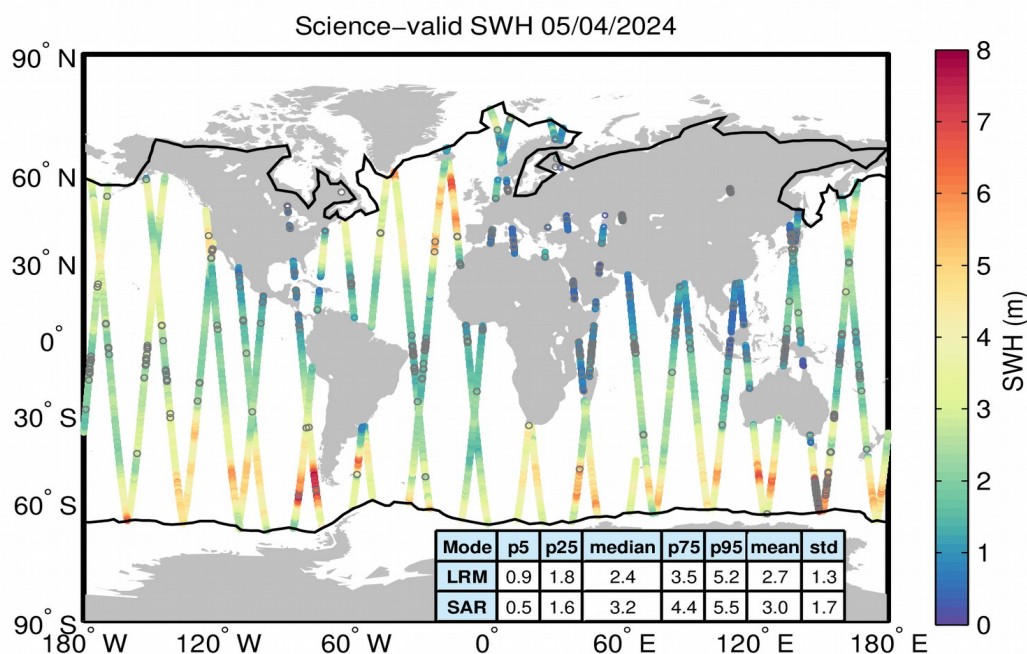 Science−valid SWH 05/04/2024
90° N
60° N
30° N
0°
30° S
60° S
90° S
180° W
120° W
60° W
0°
60° E
120° E
180° E
8
7
6
5
4
3
2
1
0
SWH (m)
Mode p5 p25 median p75 p95 mean std
LRM 0.9 1.8 2.4 3.5 5.2 2.7 1.3
SAR 0.5 1.6 3.2 4.4 5.5 3.0 1.7